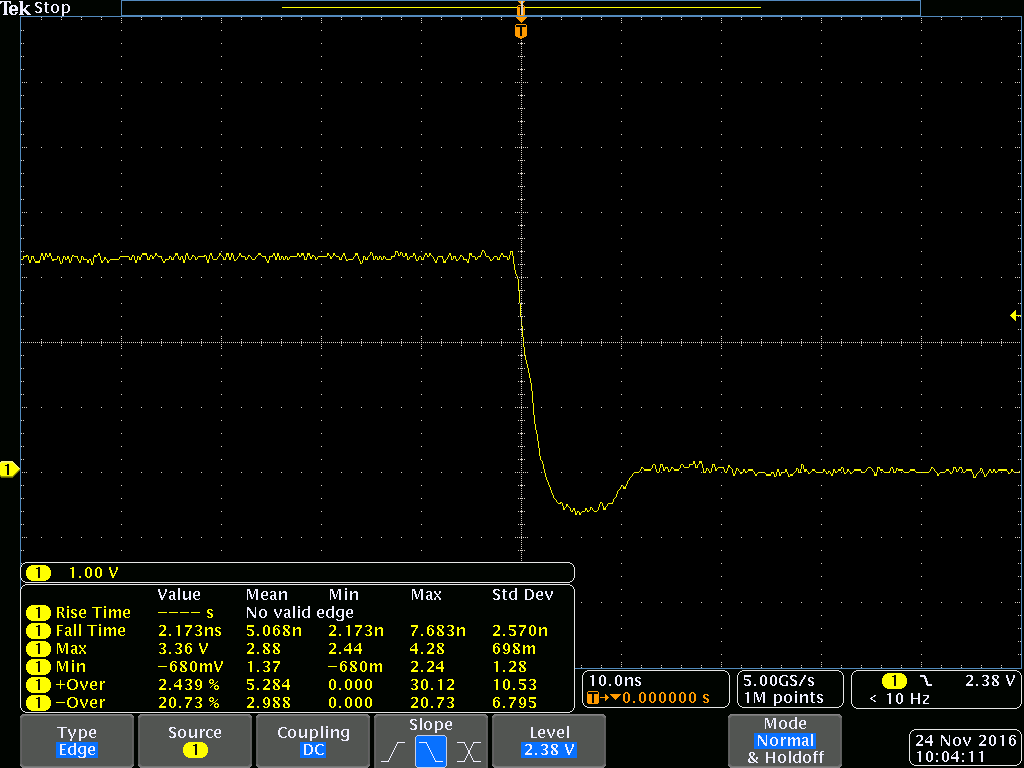 Tek Stop
T
T
1
1 1.00 V
Value Mean Min Max Std Dev
1 Rise Time ---- s No valid edge
1 Fall Time 2.173ns 5.068n 2.173n 7.683n 2.570n
1 Max 3.36 V 2.88 2.44 4.28 698m
1 Min −680mV 1.37 −680m 2.24 1.28
1 +Over 2.439 % 5.284 0.000 30.12 10.53
1 −Over 20.73 % 2.988 0.000 20.73 6.795
10.0ns
T→▼0.000000 s
5.00GS/s
1M points
1 2.38 V
< 10 Hz
Type
Edge
Source
1
Coupling
DC
Slope
Level
2.38 V
Mode
Normal
& Holdoff
24 Nov 2016
10:04:11